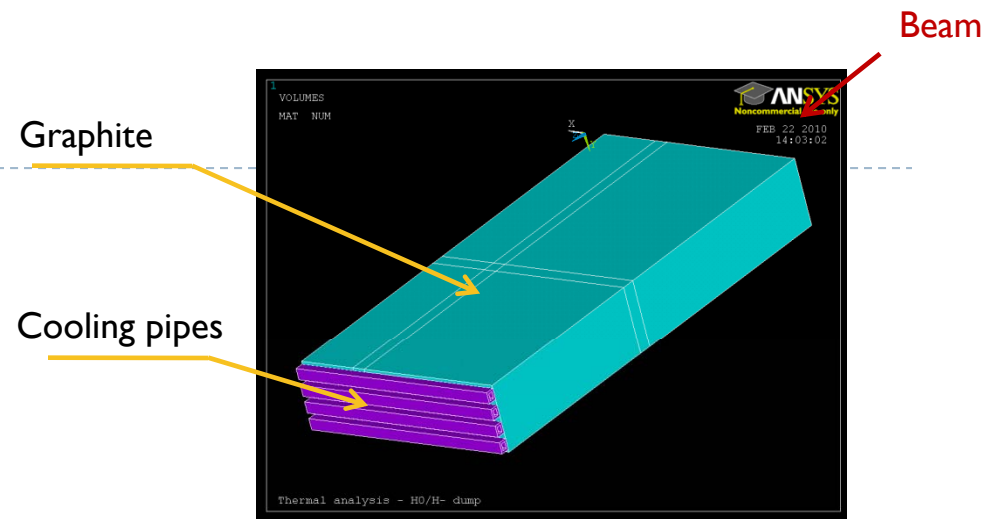 Beam
1
VOLUMES
MAT NUM
ANSYS
Noncommercial use only
FEB 22 2010
14:03:02
X
Graphite
Cooling pipes
Thermal analysis - H0/H- dump